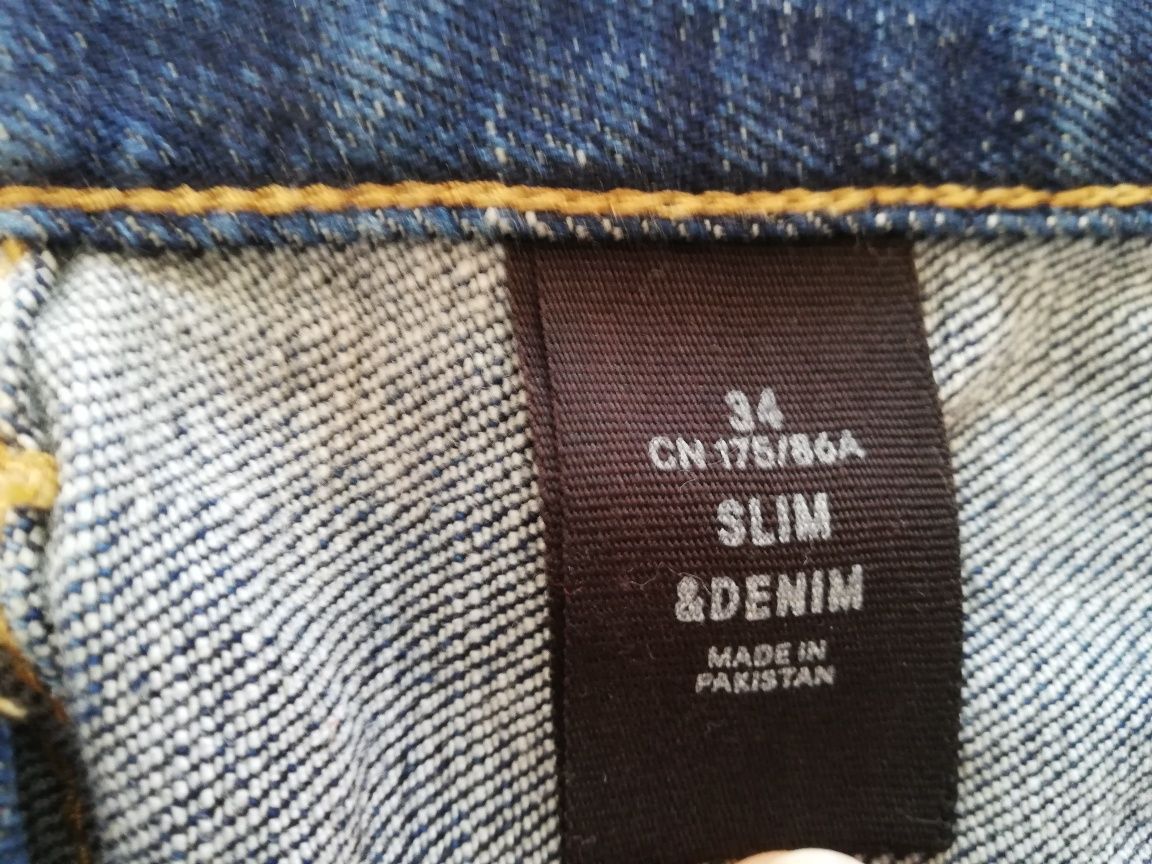 34
CN 175/86A
SLIM
&DENIM
MADE IN
PAKISTAN